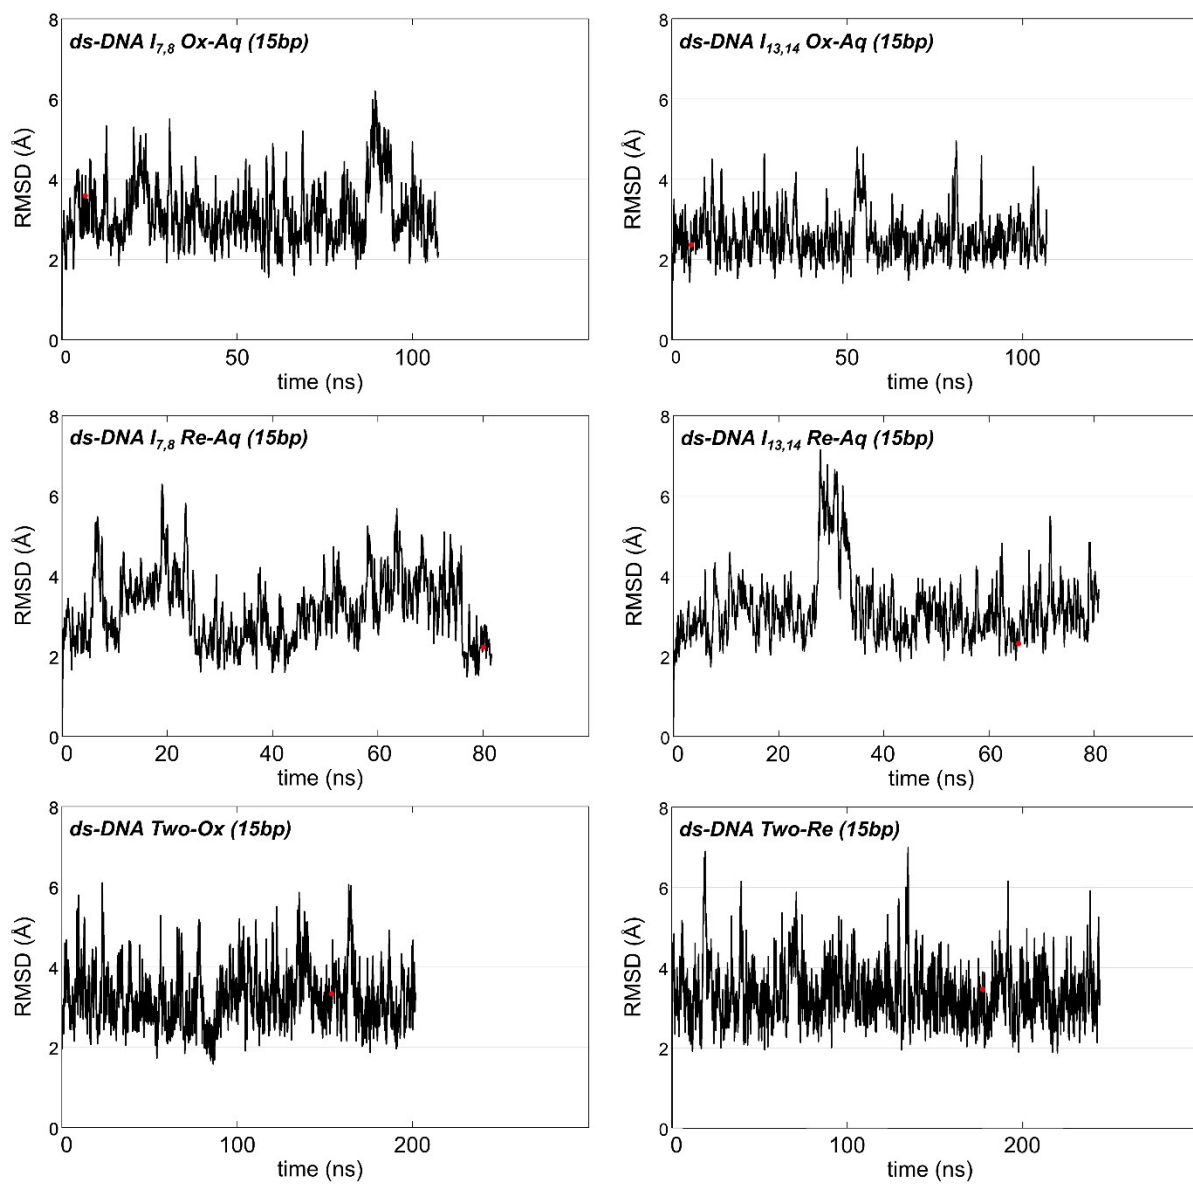 ds-DNA I7,8 Ox-Aq (15bp)
RMSD (Å)
8
6
4
2
0
0 50 100
time (ns)
ds-DNA I13,14 Ox-Aq (15bp)
RMSD (Å)
8
6
4
2
0
0 50 100
time (ns)
ds-DNA I7,8 Re-Aq (15bp)
RMSD (Å)
8
6
4
2
0
0 20 40 60 80
time (ns)
ds-DNA I13,14 Re-Aq (15bp)
RMSD (Å)
8
6
4
2
0
0 20 40 60 80
time (ns)
ds-DNA Two-Ox (15bp)
RMSD (Å)
8
6
4
2
0
0 100 200
time (ns)
ds-DNA Two-Re (15bp)
RMSD (Å)
8
6
4
2
0
0 100 200
time (ns)